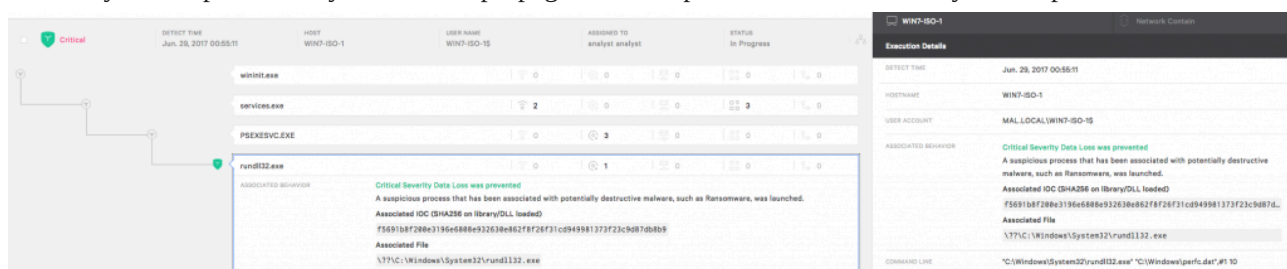 Critical
DETECT TIME
Jun. 29, 2017 00:55:11
HOST
WIN7-ISO-1
USER NAME
WIN7-ISO-1$
ASSIGNED TO
analyst analyst
STATUS
In Progress
wininit.exe 0 0 0 0 0
services.exe 2 0 0 3 0
PSEXESVC.EXE 0 3 0 0 0
rundll32.exe 0 1 0 0 0
ASSOCIATED BEHAVIOR
Critical Severity Data Loss was prevented
A suspicious process that has been associated with potentially destructive malware, such as Ransomware, was launched.
Associated IOC (SHA256 on library/DLL loaded)
f5691b8f200e3196e6808e932630e862f8f26f31cd949981373f23c9d87db8b9
Associated File
\??\C:\Windows\System32\rundll32.exe
WIN7-ISO-1
Network Contain
Execution Details
DETECT TIME
Jun. 29, 2017 00:55:11
HOSTNAME
WIN7-ISO-1
USER ACCOUNT
MAL.LOCAL\WIN7-ISO-1$
ASSOCIATED BEHAVIOR
Critical Severity Data Loss was prevented
A suspicious process that has been associated with potentially destructive
malware, such as Ransomware, was launched.
Associated IOC (SHA256 on library/DLL loaded)
f5691b8f200e3196e6808e932630e862f8f26f31cd949981373f23c9d87d…
Associated File
\??\C:\Windows\System32\rundll32.exe
COMMAND LINE
"C:\Windows\System32\rundll32.exe" "C:\Windows\perfc.dat",#1 10